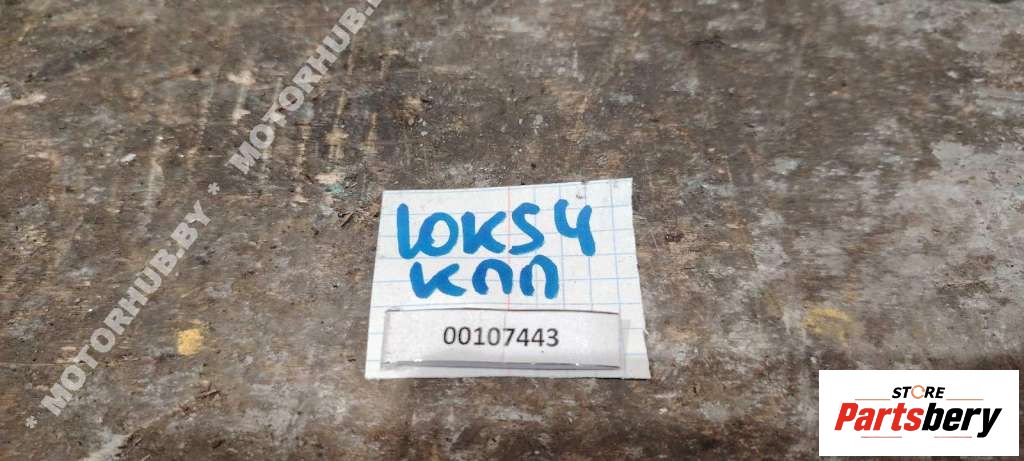 * MOTORHUB.BY * MOTORHUB.BY
10KS4
КПП
00107443
STORE
Partsbery